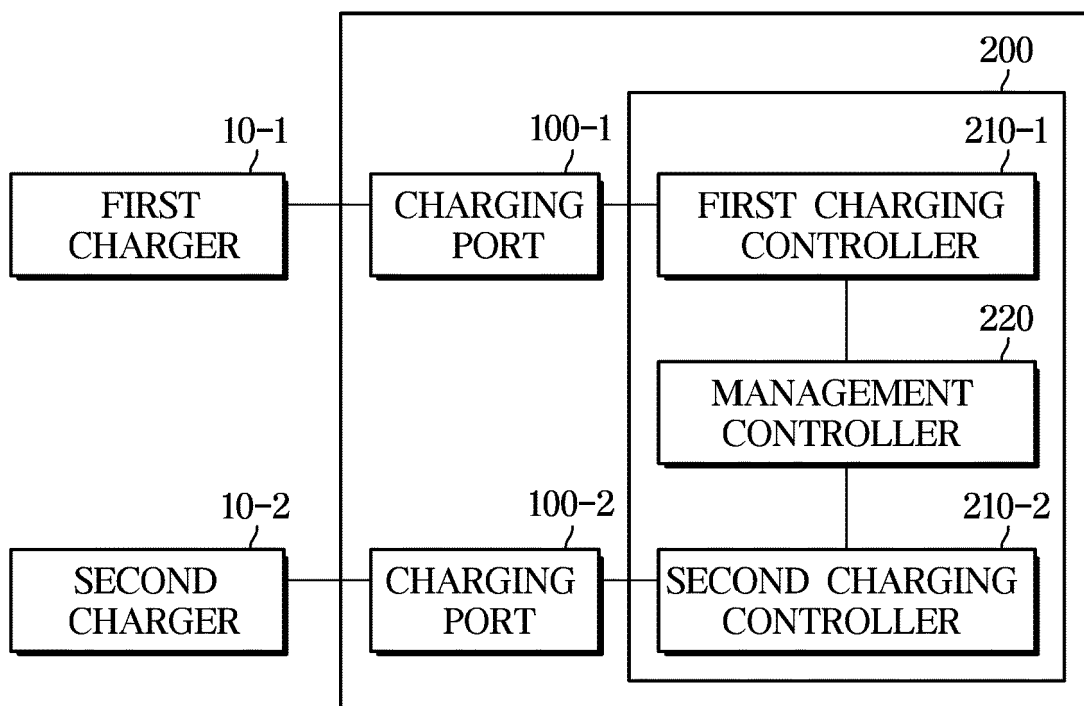 200
10-1
100-1
210-1
FIRST
CHARGER
CHARGING
PORT
FIRST CHARGING
CONTROLLER
220
MANAGEMENT
CONTROLLER
10-2
100-2
210-2
SECOND
CHARGER
CHARGING
PORT
SECOND CHARGING
CONTROLLER